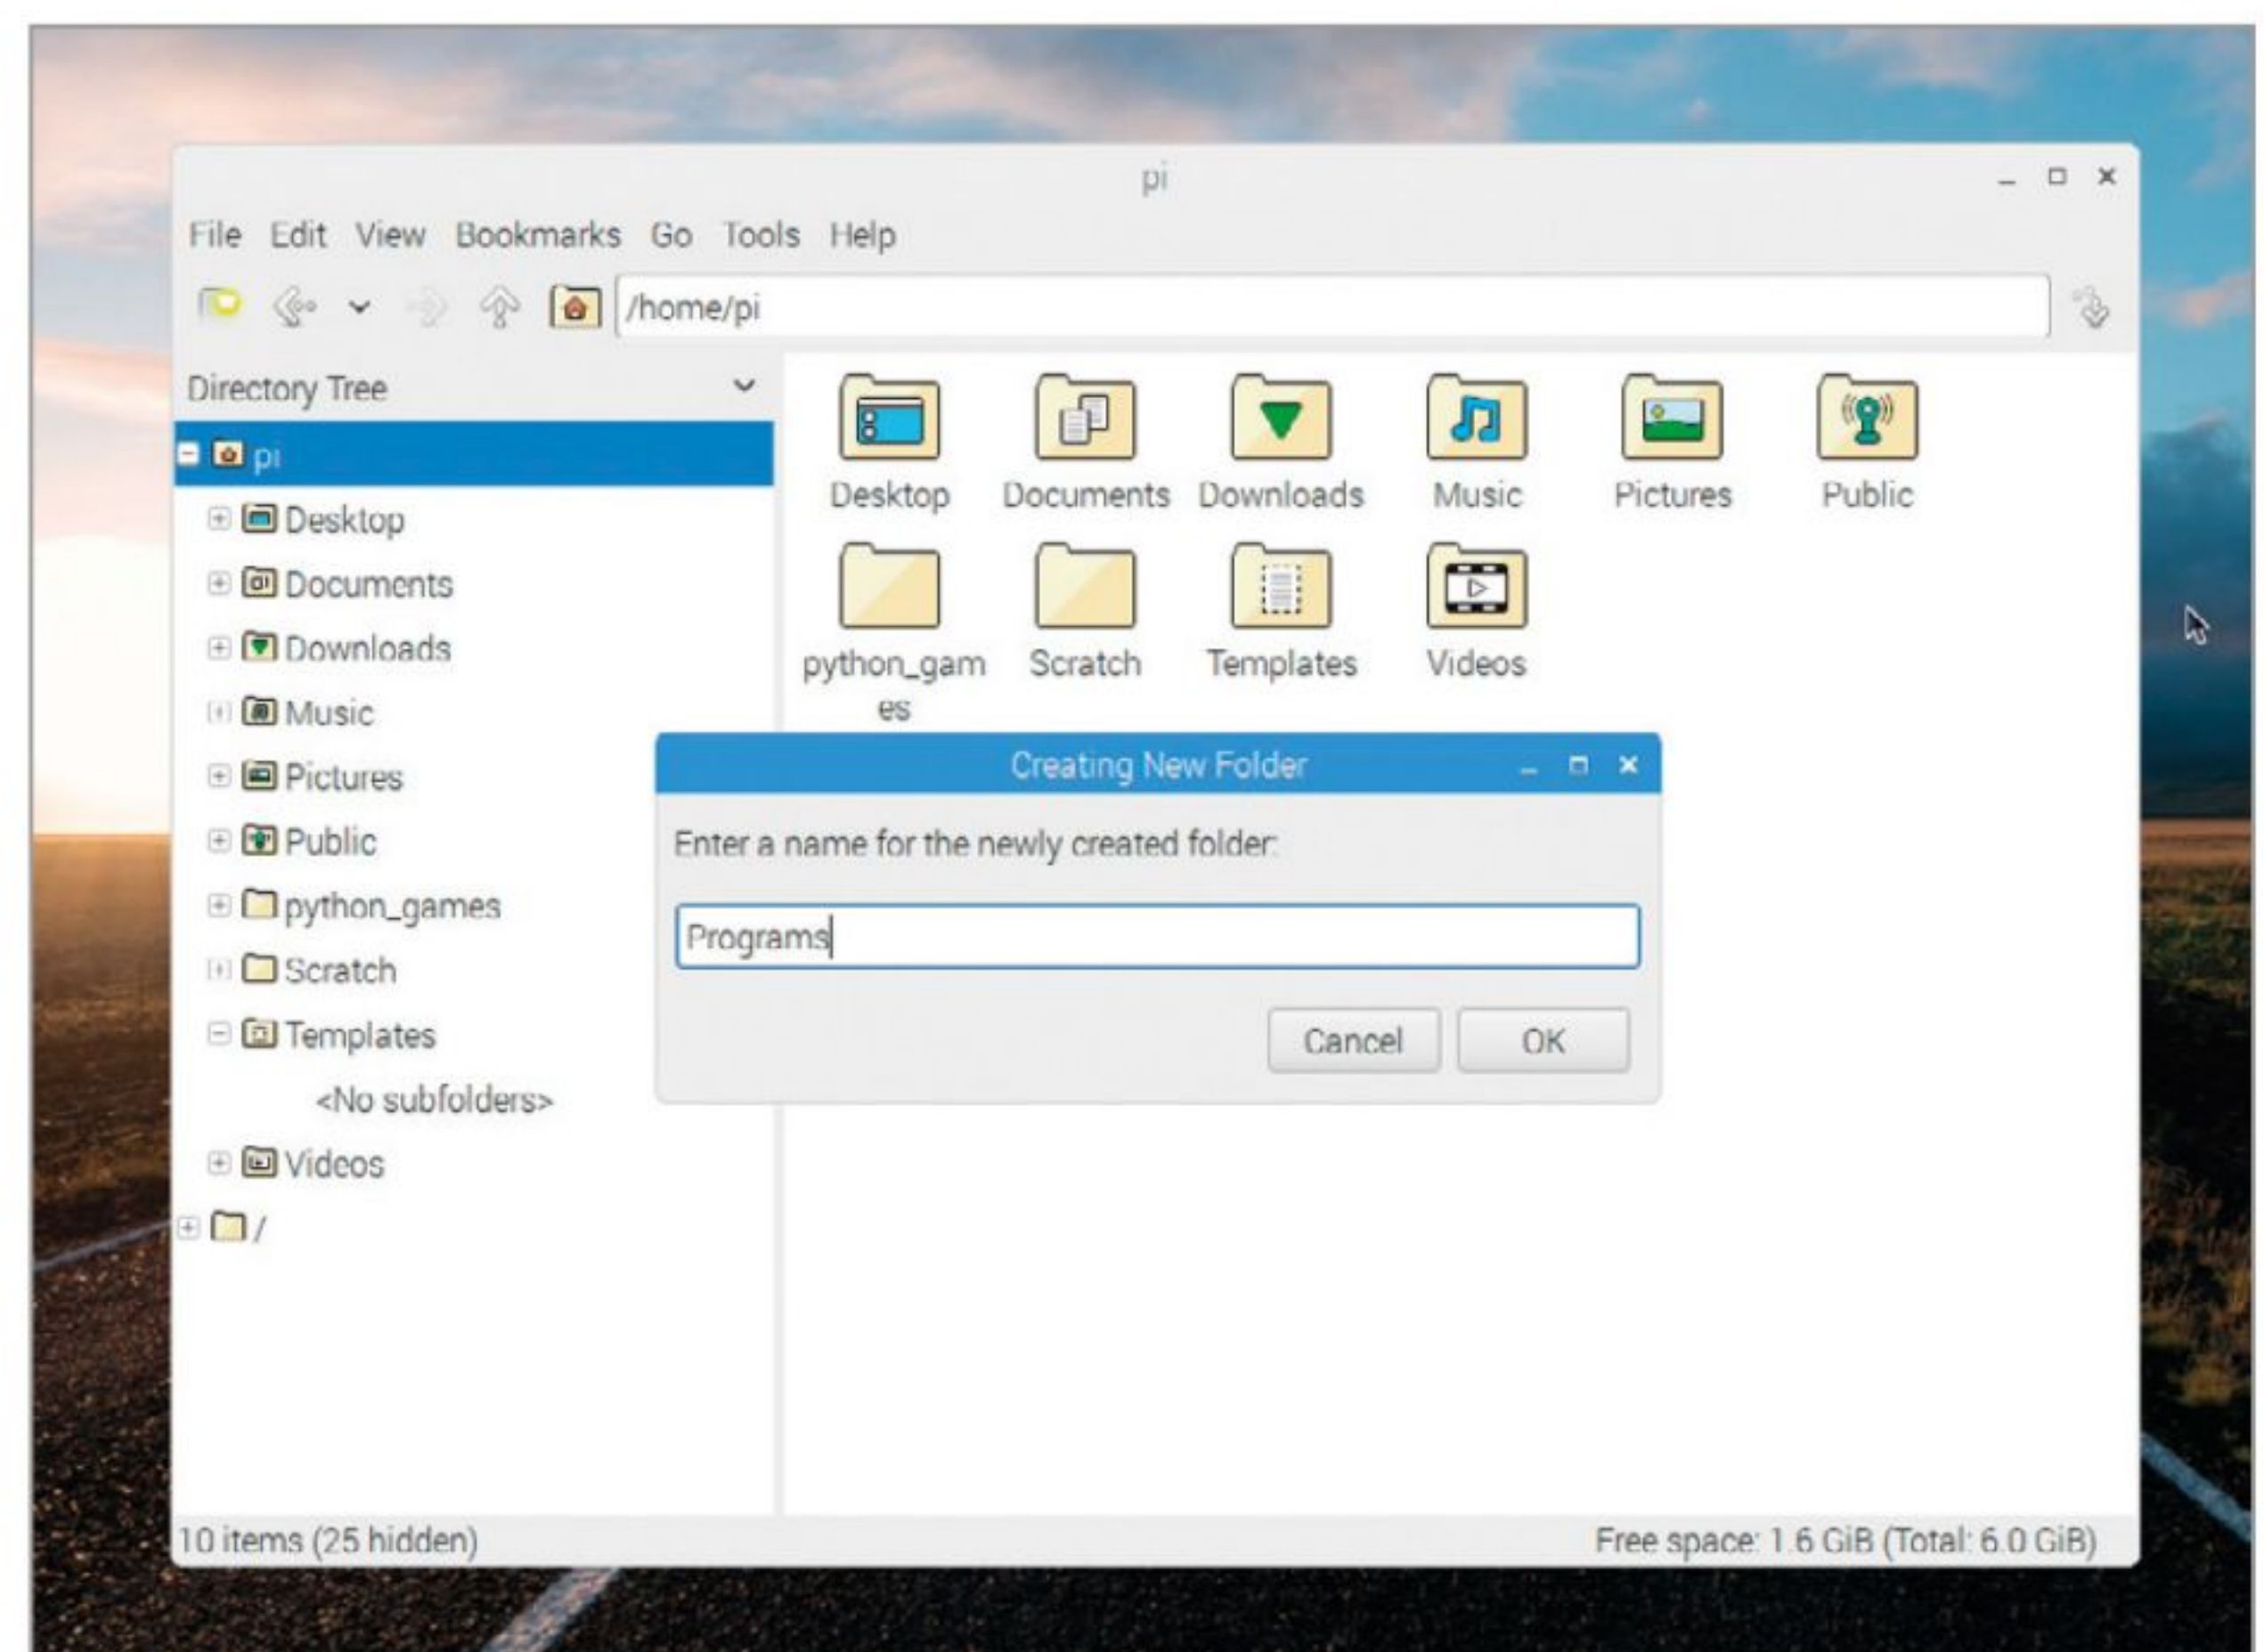 pi
File Edit View Bookmarks Go Tools Help
/home/pi
Directory Tree
pi
Desktop
Documents
Downloads
Music
Pictures
Public
python_games
Scratch
Templates
<No subfolders>
Videos
/
Desktop Documents Downloads Music Pictures Public
python_gam Scratch Templates Videos
es
Creating New Folder
Enter a name for the newly created folder:
Programs
Cancel OK
10 items (25 hidden) Free space: 1.6 GiB (Total: 6.0 GiB)